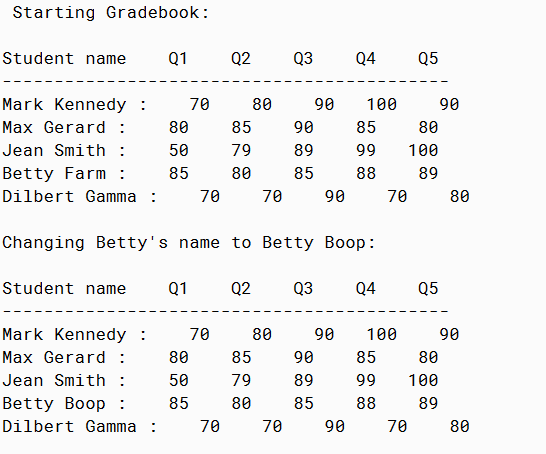 Starting Gradebook:
Student name    Q1    Q2    Q3    Q4    Q5
-------------------------------------------
Mark Kennedy :    70    80    90   100    90
Max Gerard :    80    85    90    85    80
Jean Smith :    50    79    89    99   100
Betty Farm :    85    80    85    88    89
Dilbert Gamma :    70    70    90    70    80
Changing Betty's name to Betty Boop:
Student name    Q1    Q2    Q3    Q4    Q5
-------------------------------------------
Mark Kennedy :    70    80    90   100    90
Max Gerard :    80    85    90    85    80
Jean Smith :    50    79    89    99   100
Betty Boop :    85    80    85    88    89
Dilbert Gamma :    70    70    90    70    80